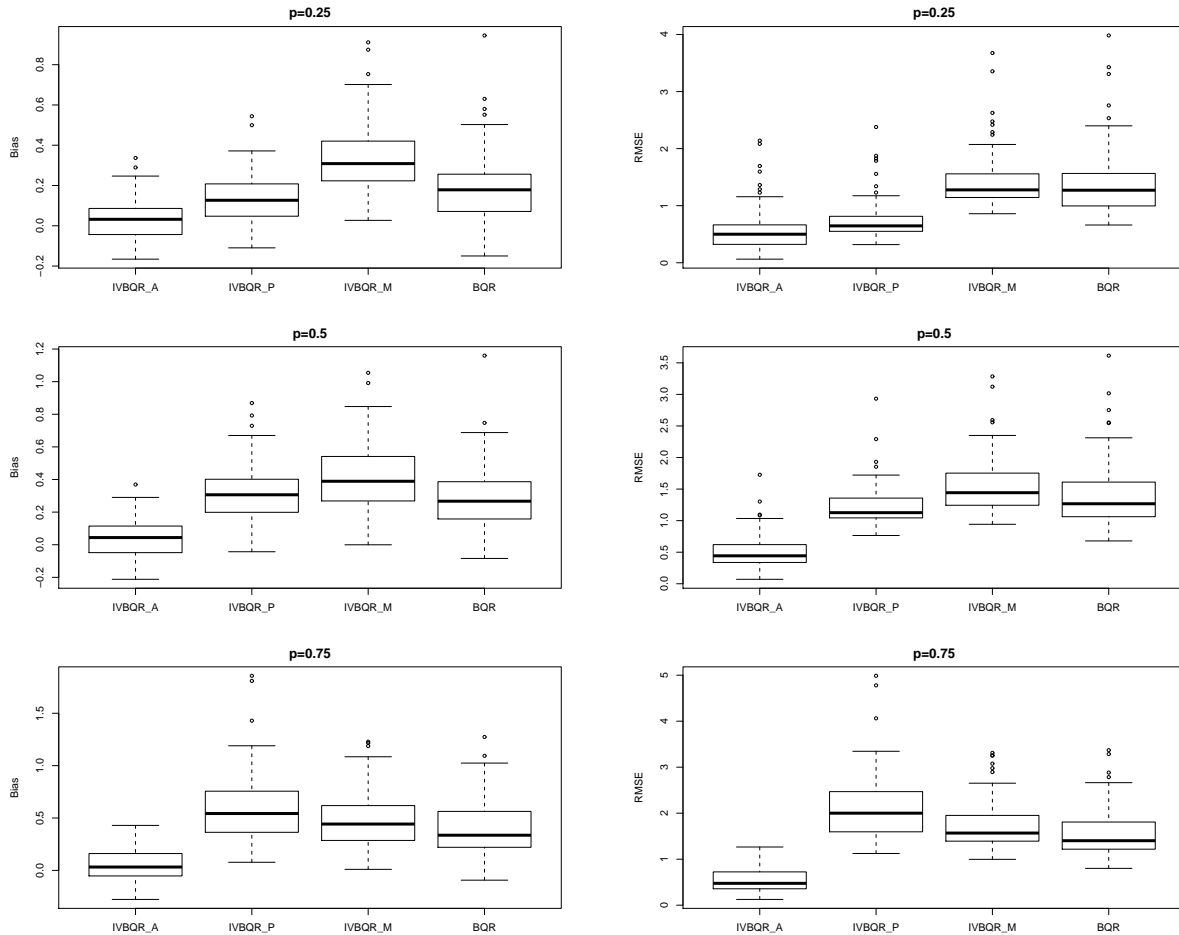 p=0.25
Bias
0.8
0.6
0.4
0.2
0.0
−0.2
IVBQR_A IVBQR_P IVBQR_M BQR
p=0.25
RMSE
4
3
2
1
0
IVBQR_A IVBQR_P IVBQR_M BQR
p=0.5
Bias
1.2
1.0
0.8
0.6
0.4
0.2
0.0
−0.2
IVBQR_A IVBQR_P IVBQR_M BQR
p=0.5
RMSE
3.5
3.0
2.5
2.0
1.5
1.0
0.5
0.0
IVBQR_A IVBQR_P IVBQR_M BQR
p=0.75
Bias
1.5
1.0
0.5
0.0
IVBQR_A IVBQR_P IVBQR_M BQR
p=0.75
RMSE
5
4
3
2
1
0
IVBQR_A IVBQR_P IVBQR_M BQR